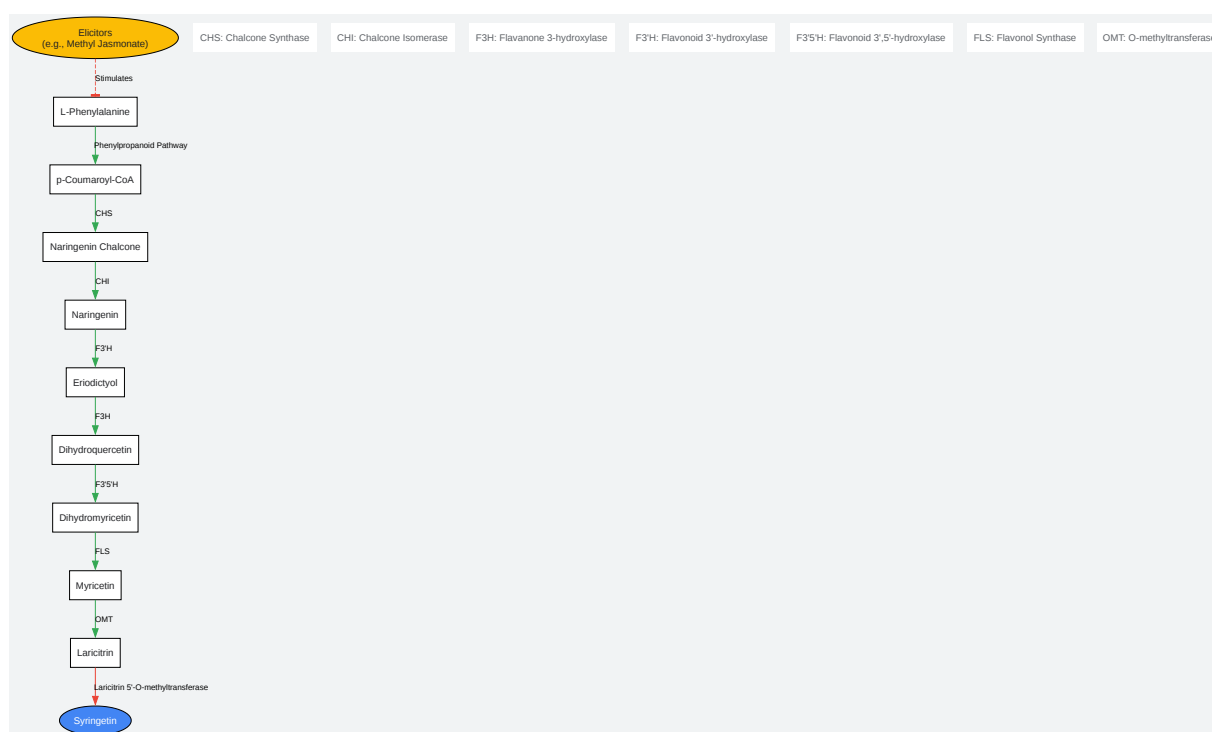 Elicitors
(e.g., Methyl Jasmonate)
CHS: Chalcone Synthase
CHI: Chalcone Isomerase
F3H: Flavanone 3-hydroxylase
F3'H: Flavonoid 3'-hydroxylase
F3'5'H: Flavonoid 3',5'-hydroxylase
FLS: Flavonol Synthase
OMT: O-methyltransferase
Stimulates
L-Phenylalanine
Phenylpropanoid Pathway
p-Coumaroyl-CoA
CHS
Naringenin Chalcone
CHI
Naringenin
F3'H
Eriodictyol
F3H
Dihydroquercetin
F3'5'H
Dihydromyricetin
FLS
Myricetin
OMT
Laricitrin
Laricitrin 5'-O-methyltransferase
Syringetin